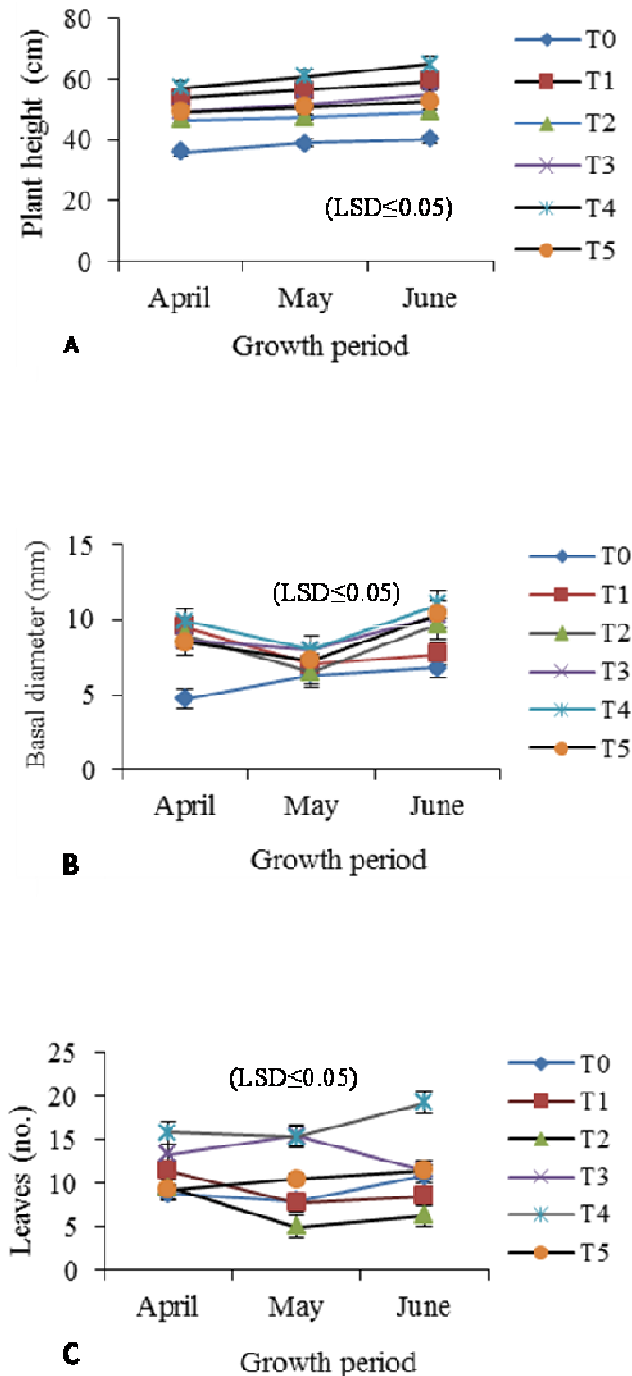 80
60
40
20
0
Plant height (cm)
(LSD≤0.05)
April May June
Growth period
A
T0
T1
T2
T3
T4
T5
15
10
5
0
Basal diameter (mm)
(LSD≤0.05)
April May June
Growth period
B
T0
T1
T2
T3
T4
T5
25
20
15
10
5
0
Leaves (no.)
(LSD≤0.05)
April May June
Growth period
C
T0
T1
T2
T3
T4
T5